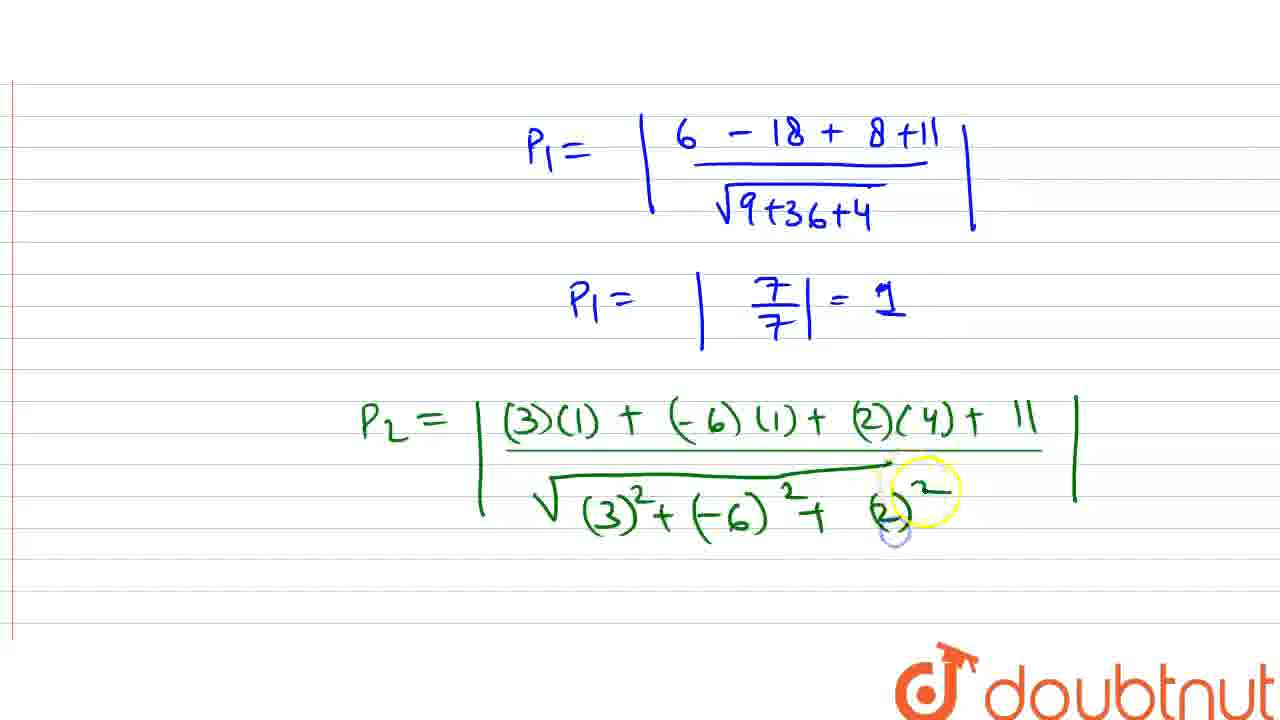 P₁ = | 6 - 18 + 8 + 11 / √9+36+4 |
P₁ = | 7/7 | = 1
P₂ = | (3)(1) + (-6)(1) + (2)(4) + 11 / √(3)² + (-6)² + (2)² |
doubtnut